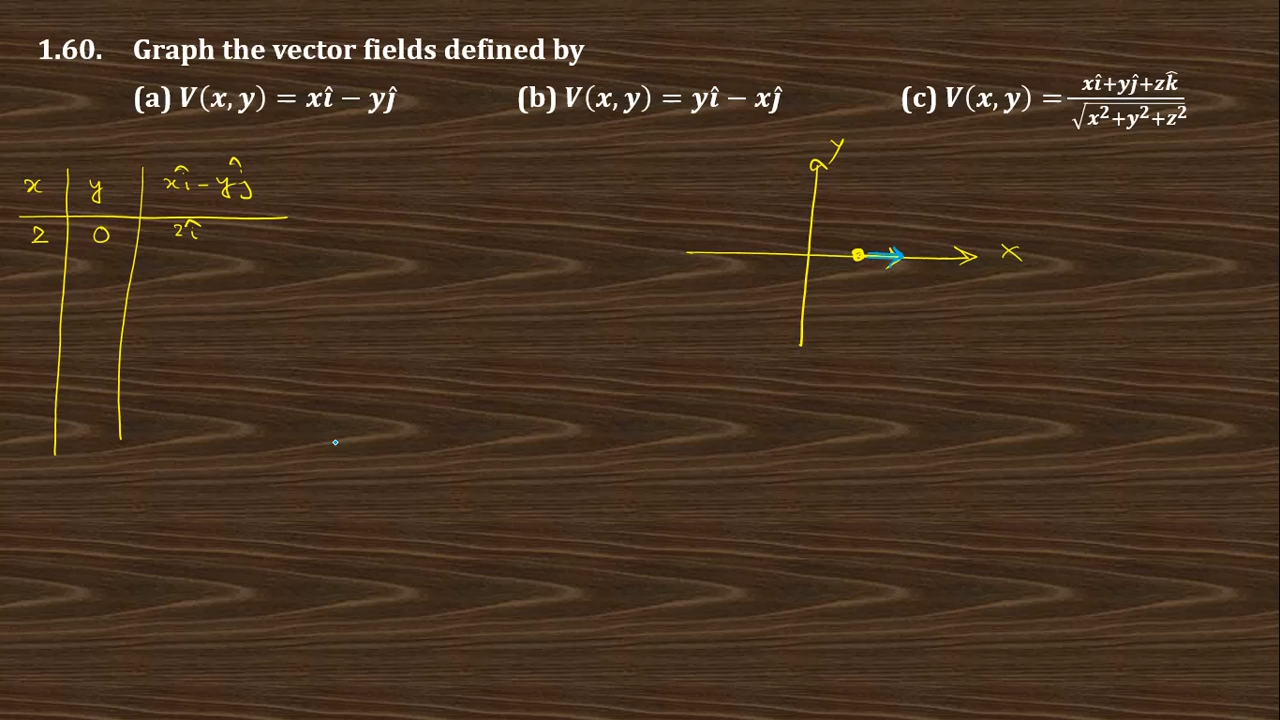 1.60. Graph the vector fields defined by
(a) V(x, y) = xî − yĵ (b) V(x, y) = yî − xĵ (c) V(x, y) = (xî+yĵ+zk̂)/√(x²+y²+z²)
x y xî − yĵ
2 0 2î
y
x